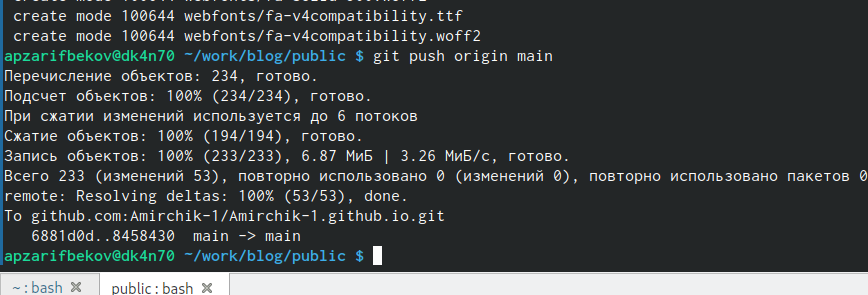 create mode 100644 webfonts/fa-v4compatibility.ttf
create mode 100644 webfonts/fa-v4compatibility.woff2
apzarifbekov@dk4n70 ~/work/blog/public $ git push origin main
Перечисление объектов: 234, готово.
Подсчет объектов: 100% (234/234), готово.
При сжатии изменений используется до 6 потоков
Сжатие объектов: 100% (194/194), готово.
Запись объектов: 100% (233/233), 6.87 МиБ | 3.26 МиБ/с, готово.
Всего 233 (изменений 53), повторно использовано 0 (изменений 0), повторно использовано пакетов 0
remote: Resolving deltas: 100% (53/53), done.
To github.com:Amirchik-1/Amirchik-1.github.io.git
6881d0d..8458430  main -> main
apzarifbekov@dk4n70 ~/work/blog/public $
~ : bash public : bash